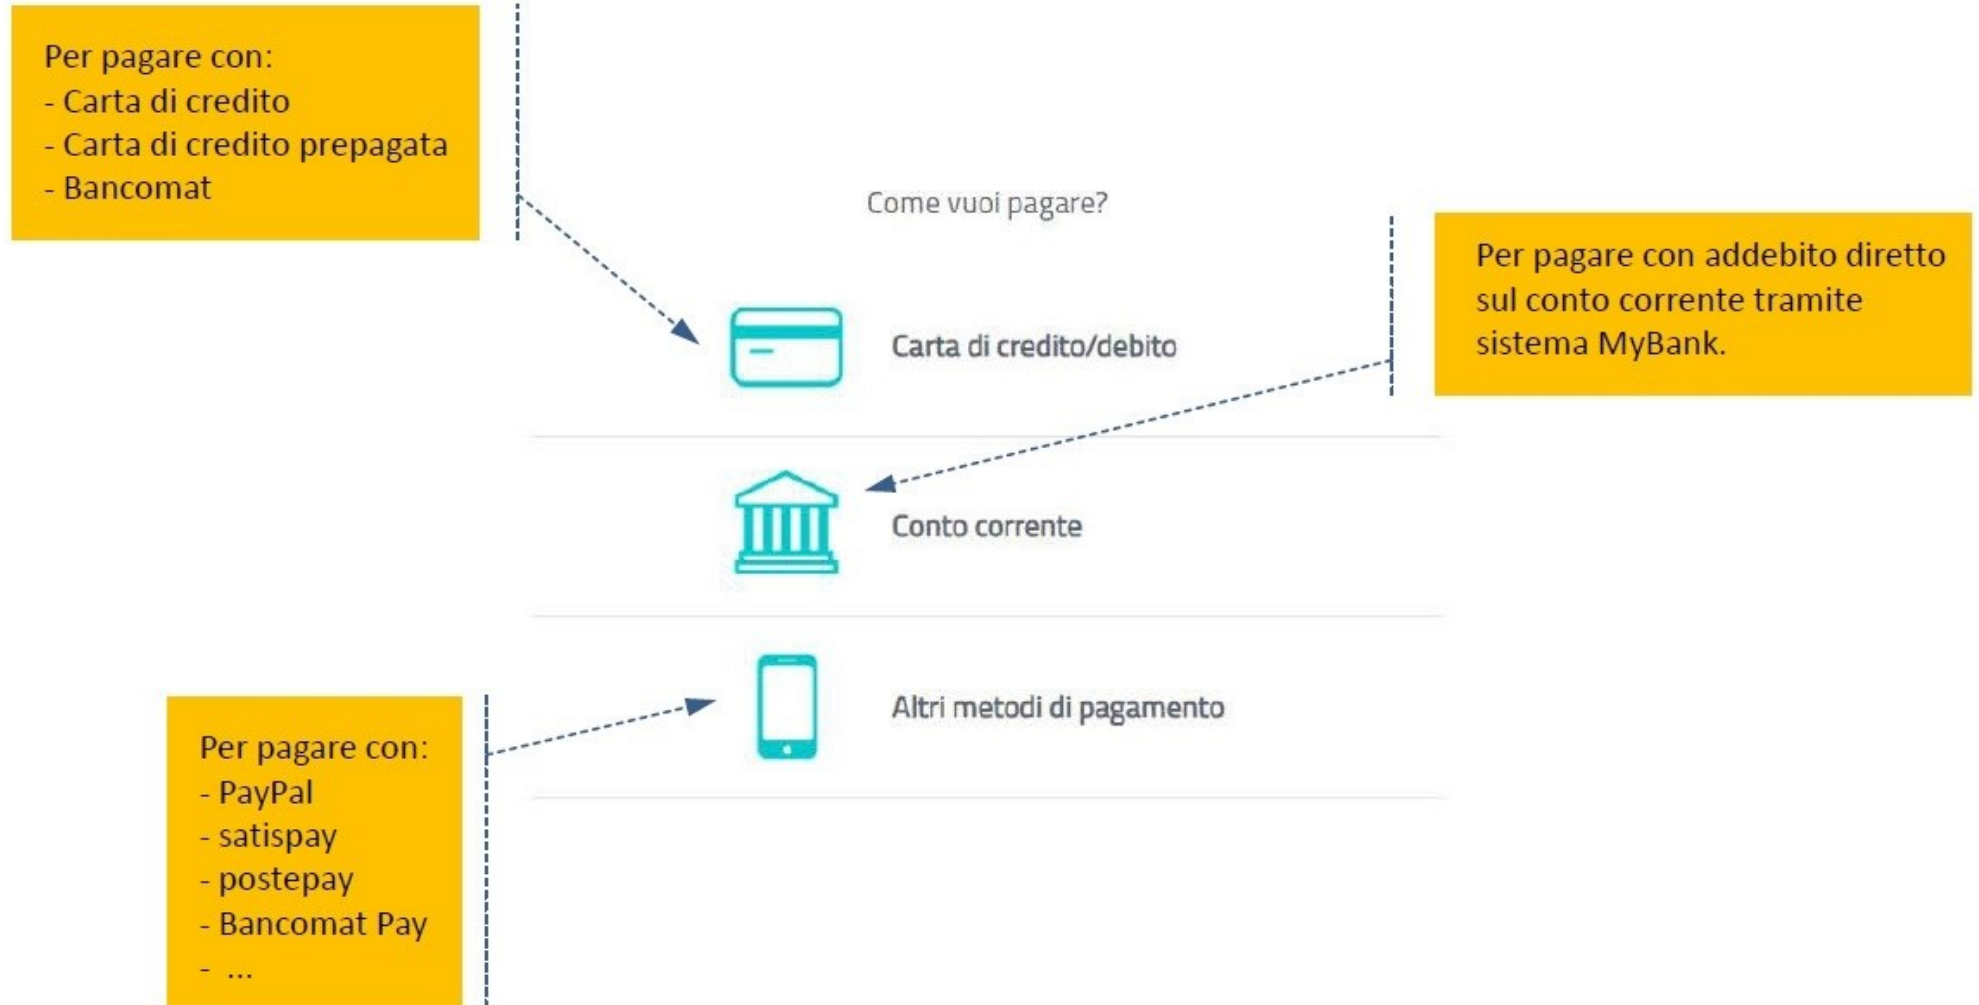 Per pagare con:
- Carta di credito
- Carta di credito prepagata
- Bancomat
Come vuoi pagare?
Per pagare con addebito diretto
sul conto corrente tramite
sistema MyBank.
Carta di credito/debito
Conto corrente
Altri metodi di pagamento
Per pagare con:
- PayPal
- satispay
- postepay
- Bancomat Pay
- ...